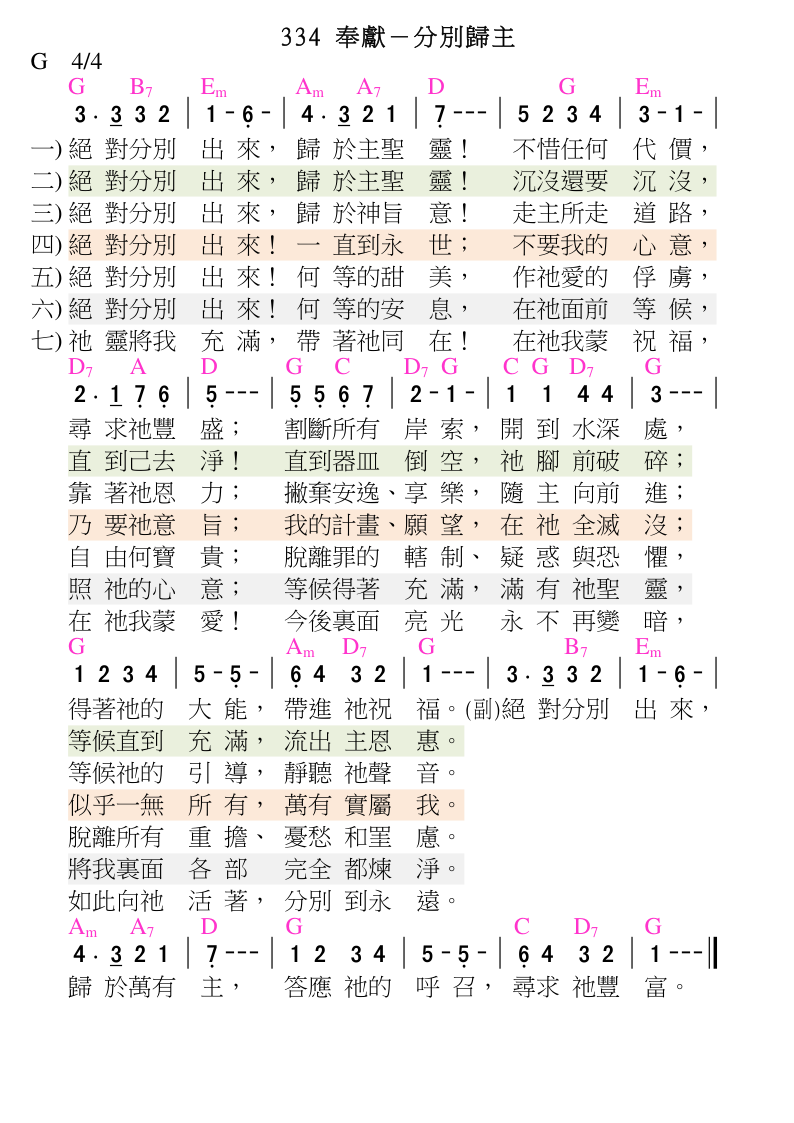 334 奉獻－分別歸主
G 4/4
G B7 Em Am A7 D G Em
3 . 3 3 2 | 1 - 6 - | 4 . 3 2 1 | 7 - - - | 5 2 3 4 | 3 - 1 - |
一) 絕 對分別 出 來， 歸 於主聖 靈！ 不惜任何 代 價，
二) 絕 對分別 出 來， 歸 於主聖 靈！ 沉沒還要 沉 沒，
三) 絕 對分別 出 來， 歸 於神旨 意！ 走主所走 道 路，
四) 絕 對分別 出 來！ 一 直到永 世； 不要我的 心 意，
五) 絕 對分別 出 來！ 何 等的甜 美， 作祂愛的 俘 虜，
六) 絕 對分別 出 來！ 何 等的安 息， 在祂面前 等 候，
七) 祂 靈將我 充 滿， 帶 著祂同 在！ 在祂我蒙 祝 福，
D7 A D G C D7 G C G D7 G
2 . 1 7 6 | 5 - - - | 5 5 6 7 | 2 - 1 - | 1 1 4 4 | 3 - - - |
尋 求祂豐 盛； 割斷所有 岸 索， 開 到 水深 處，
直 到己去 淨！ 直到器皿 倒 空， 祂 腳 前破 碎；
靠 著祂恩 力； 撇棄安逸、享 樂， 隨 主 向前 進；
乃 要祂意 旨； 我的計畫、願 望， 在 祂 全滅 沒；
自 由何寶 貴； 脫離罪的 轄 制、 疑 惑 與恐 懼，
照 祂的心 意； 等候得著 充 滿， 滿 有 祂聖 靈，
在 祂我蒙 愛！ 今後裏面 亮 光 永 不 再變 暗，
G Am D7 G B7 Em
1 2 3 4 | 5 - 5 - | 6 4 3 2 | 1 - - - | 3 . 3 3 2 | 1 - 6 - |
得著祂的 大 能， 帶進 祂祝 福。(副)絕 對分別 出 來，
等候直到 充 滿， 流出 主恩 惠。
等候祂的 引 導， 靜聽 祂聲 音。
似乎一無 所 有， 萬有 實屬 我。
脫離所有 重 擔、 憂愁 和罣 慮。
將我裏面 各 部 完全 都煉 淨。
如此向祂 活 著， 分別 到永 遠。
Am A7 D G C D7 G
4 . 3 2 1 | 7 - - - | 1 2 3 4 | 5 - 5 - | 6 4 3 2 | 1 - - - ||
歸 於萬有 主， 答應 祂的 呼 召， 尋求 祂豐 富。